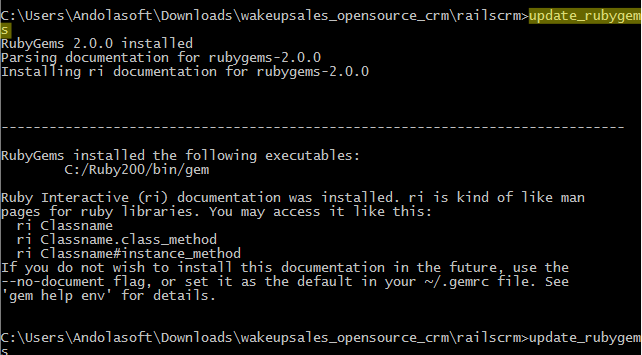 C:\Users\Andolasoft\Downloads\wakeupsales_opensource_crm\railscrm>update_rubygem
s
RubyGems 2.0.0 installed
Parsing documentation for rubygems-2.0.0
Installing ri documentation for rubygems-2.0.0
------------------------------------------------------------------------------
RubyGems installed the following executables:
        C:/Ruby200/bin/gem
Ruby Interactive (ri) documentation was installed. ri is kind of like man
pages for ruby libraries. You may access it like this:
  ri Classname
  ri Classname.class_method
  ri Classname#instance_method
If you do not wish to install this documentation in the future, use the
--no-document flag, or set it as the default in your ~/.gemrc file. See
'gem help env' for details.
C:\Users\Andolasoft\Downloads\wakeupsales_opensource_crm\railscrm>update_rubygem
s